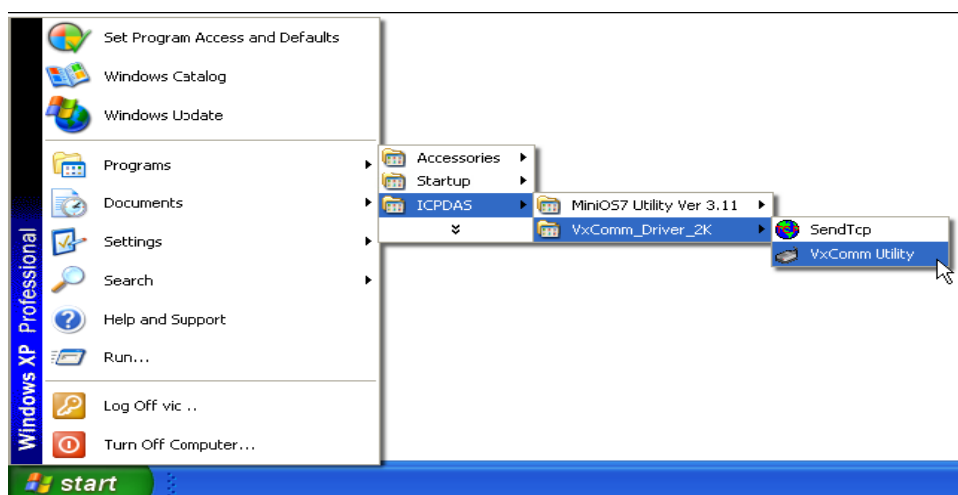 Set Program Access and Defaults
Windows Catalog
Windows Update
Programs
Documents
Settings
Search
Help and Support
Run...
Log Off vic ..
Turn Off Computer...
Windows XP Professional
Accessories
Startup
ICPDAS
MiniOS7 Utility Ver 3.11
VxComm_Driver_2K
SendTcp
VxComm Utility
start